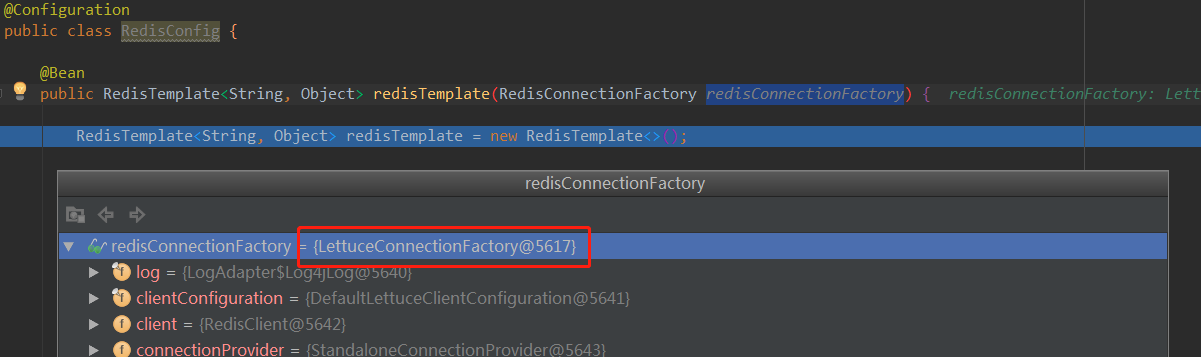 @Configuration
public class RedisConfig {
@Bean
public RedisTemplate<String, Object> redisTemplate(RedisConnectionFactory redisConnectionFactory) { redisConnectionFactory: Lett
RedisTemplate<String, Object> redisTemplate = new RedisTemplate<>();
redisConnectionFactory
redisConnectionFactory = {LettuceConnectionFactory@5617}
log = {LogAdapter$Log4jLog@5640}
clientConfiguration = {DefaultLettuceClientConfiguration@5641}
client = {RedisClient@5642}
connectionProvider = {StandaloneConnectionProvider@5643}